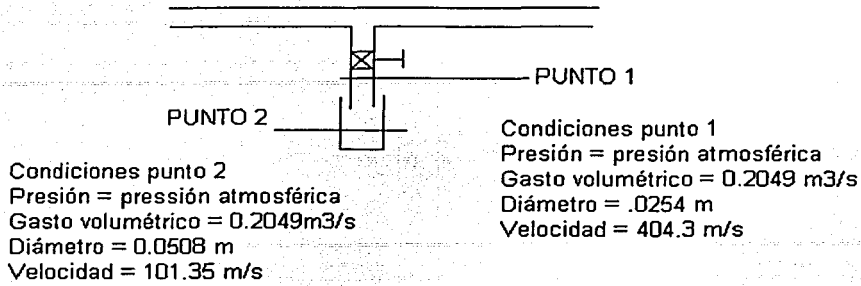 PUNTO 1
PUNTO 2
Condiciones punto 1
Presión = presión atmosférica
Gasto volumétrico = 0.2049 m3/s
Diámetro = .0254 m
Velocidad = 404.3 m/s
Condiciones punto 2
Presión = pressión atmosférica
Gasto volumétrico = 0.2049m3/s
Diámetro = 0.0508 m
Velocidad = 101.35 m/s